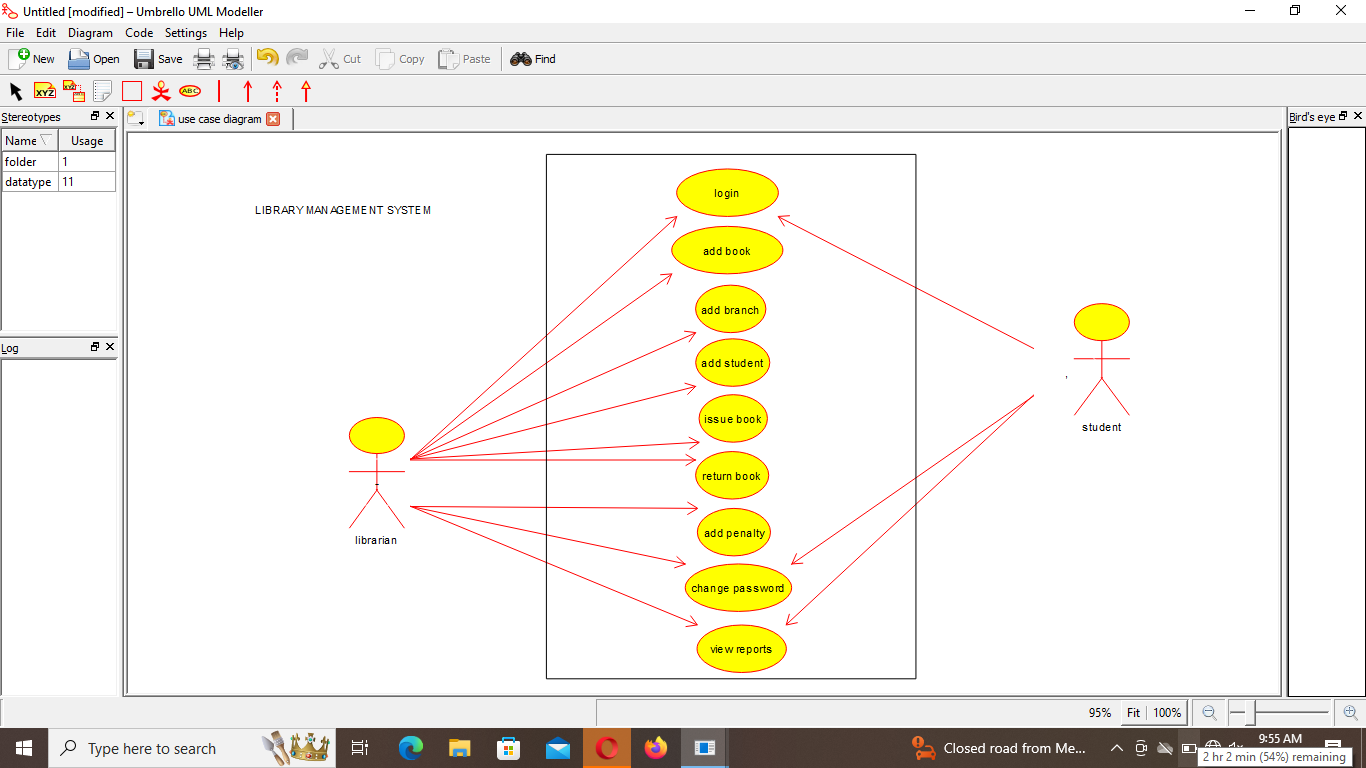 Untitled [modified] – Umbrello UML Modeller
File Edit Diagram Code Settings Help
New Open Save Cut Copy Paste Find
XYZ XYZ ABC
Stereotypes
use case diagram
Bird's eye
Name Usage
folder 1
datatype 11
Log
LIBRARY MANAGEMENT SYSTEM
login
add book
add branch
add student
issue book
return book
add penalty
change password
view reports
librarian
student
95% Fit 100%
Type here to search
Closed road from Me...
9:55 AM
2 hr 2 min (54%) remaining